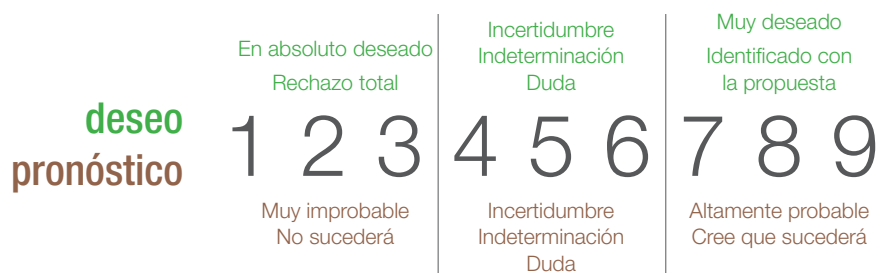 En absoluto deseado
Rechazo total
Incertidumbre
Indeterminación
Duda
Muy deseado
Identificado con
la propuesta
deseo
pronóstico
1 2 3 4 5 6 7 8 9
Muy improbable
No sucederá
Incertidumbre
Indeterminación
Duda
Altamente probable
Cree que sucederá